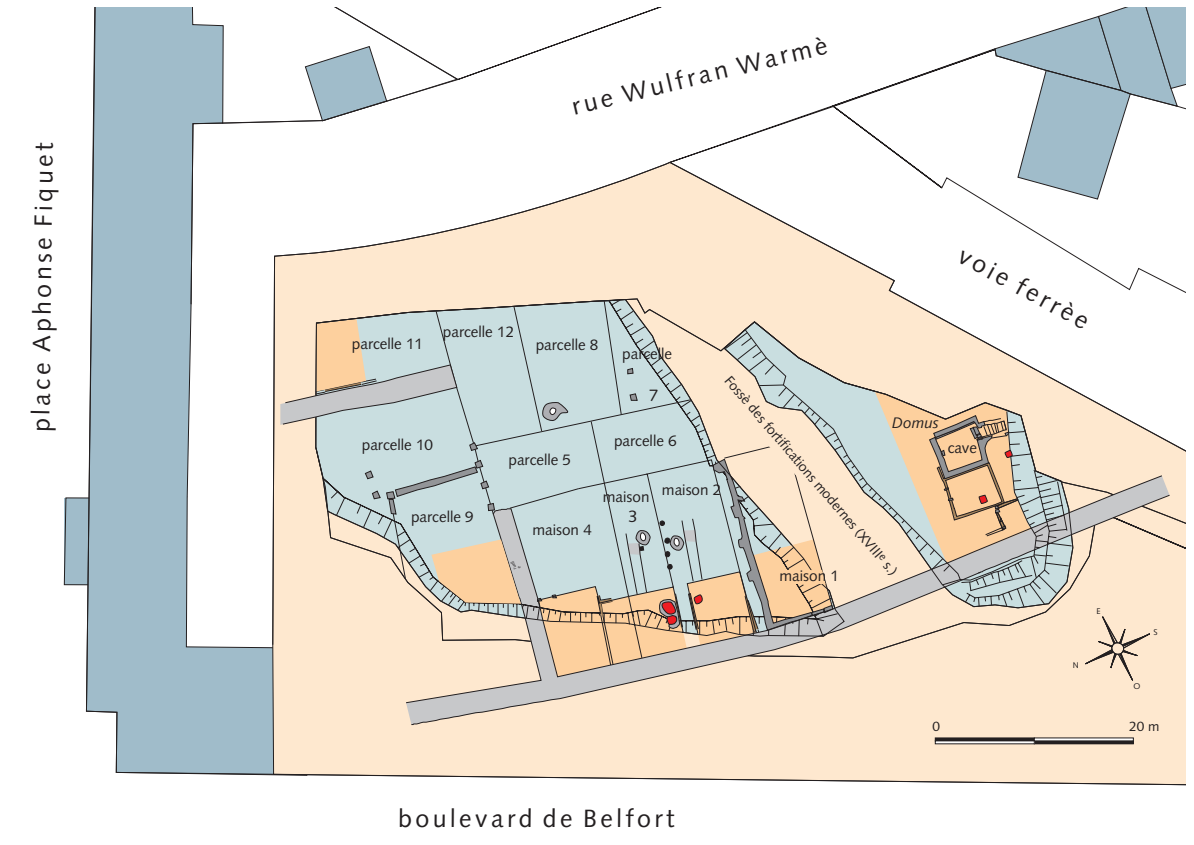 rue Wulfran Warmè
place Aphonse Fiquet
voie ferrèe
parcelle 12
parcelle 11
parcelle 8
parcelle
7
Fossè des fortifications modernes (XVIIIe s.)
Domus
cave
parcelle 10
parcelle 6
parcelle 5
maison 2
maison
3
parcelle 9
maison 4
maison 1
E
S
N
O
0
20 m
boulevard de Belfort